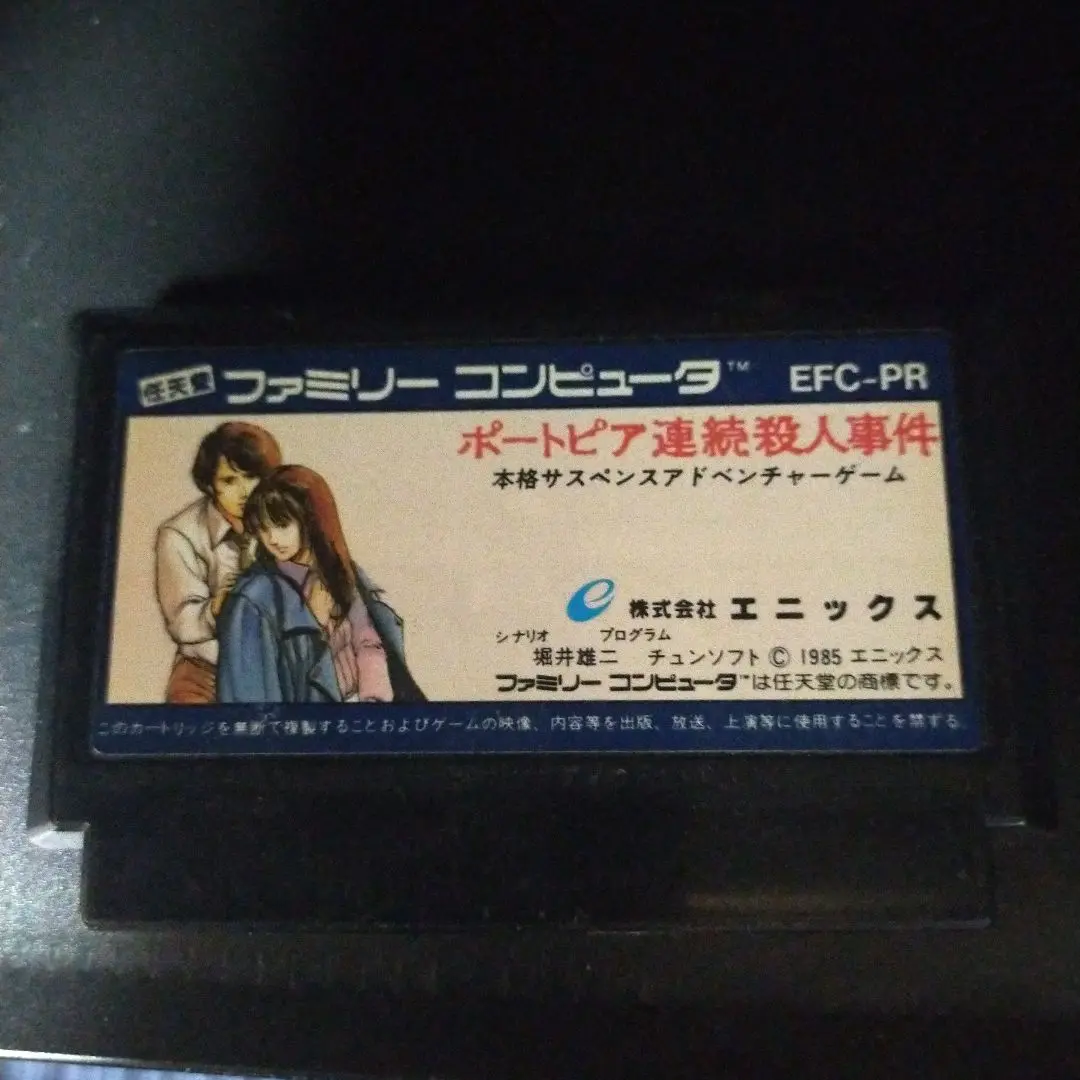 任天堂 ファミリー コンピュータ™ EFC-PR
ポートピア連続殺人事件
本格サスペンスアドベンチャーゲーム
株式会社 エニックス
シナリオ プログラム
堀井雄二 チュンソフト © 1985 エニックス
ファミリー コンピュータ™は任天堂の商標です。
このカートリッジを無断で複製することおよびゲームの映像、内容等を出版、放送、上演等に使用することを禁する。